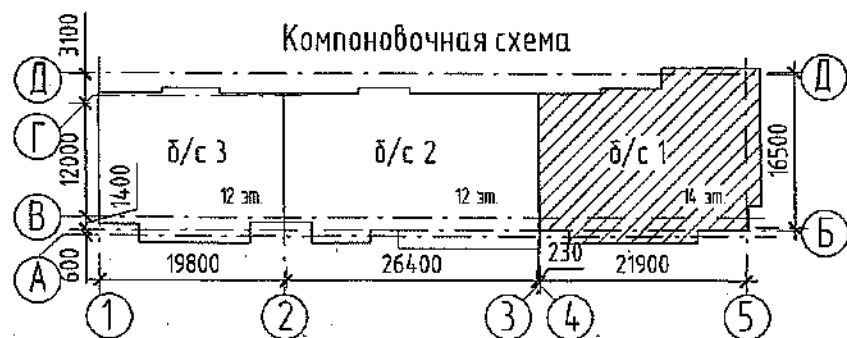 Компоновочная схема
3100
Д
Д
Г
12000
б/с 3
б/с 2
б/с 1
16500
1400
12 эт.
12 эт.
14 эт.
В
Б
А
600
19800
26400
230
21900
1
2
3
4
5